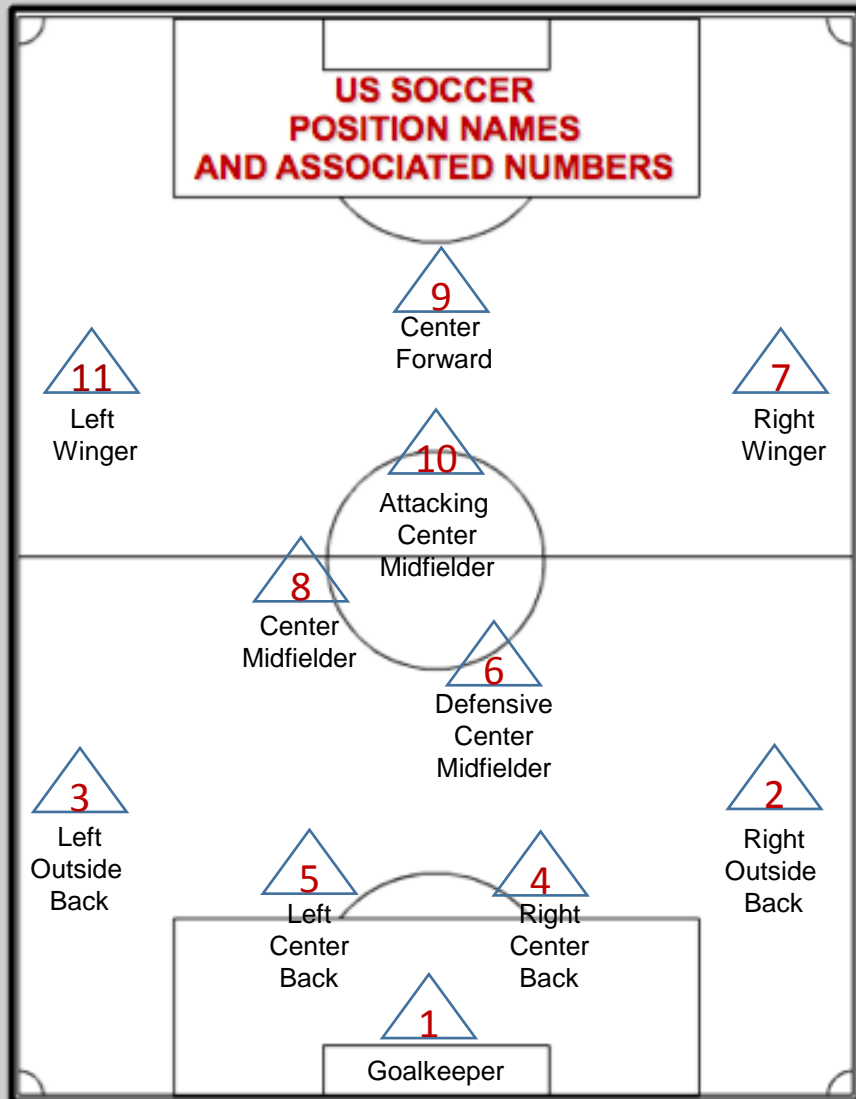 US SOCCER
POSITION NAMES
AND ASSOCIATED NUMBERS
9
Center
Forward
11
Left
Winger
7
Right
Winger
10
Attacking
Center
Midfielder
8
Center
Midfielder
6
Defensive
Center
Midfielder
3
Left
Outside
Back
2
Right
Outside
Back
5
Left
Center
Back
4
Right
Center
Back
1
Goalkeeper